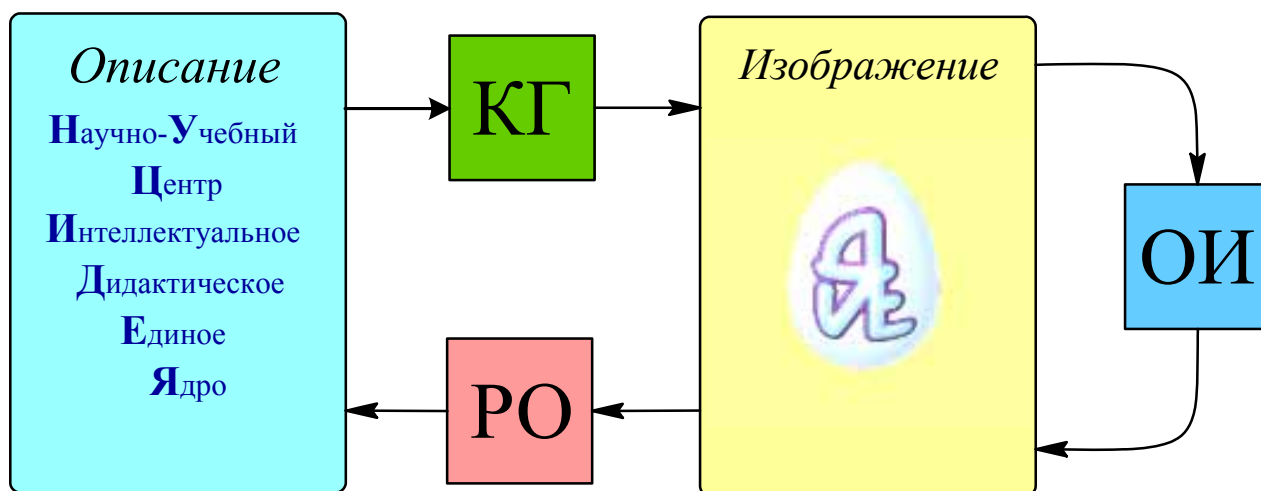 Описание
Научно-Учебный
Центр
Интеллектуальное
Дидактическое
Единое
Ядро
КГ
Изображение
ОИ
РО